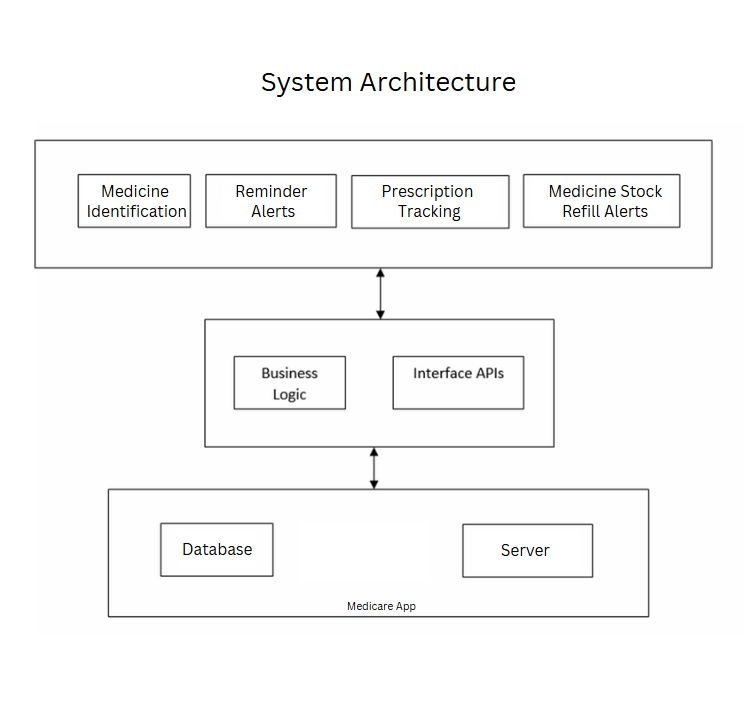 System Architecture
Medicine
Identification
Reminder
Alerts
Prescription
Tracking
Medicine Stock
Refill Alerts
Business
Logic
Interface APIs
Database
Server
Medicare App